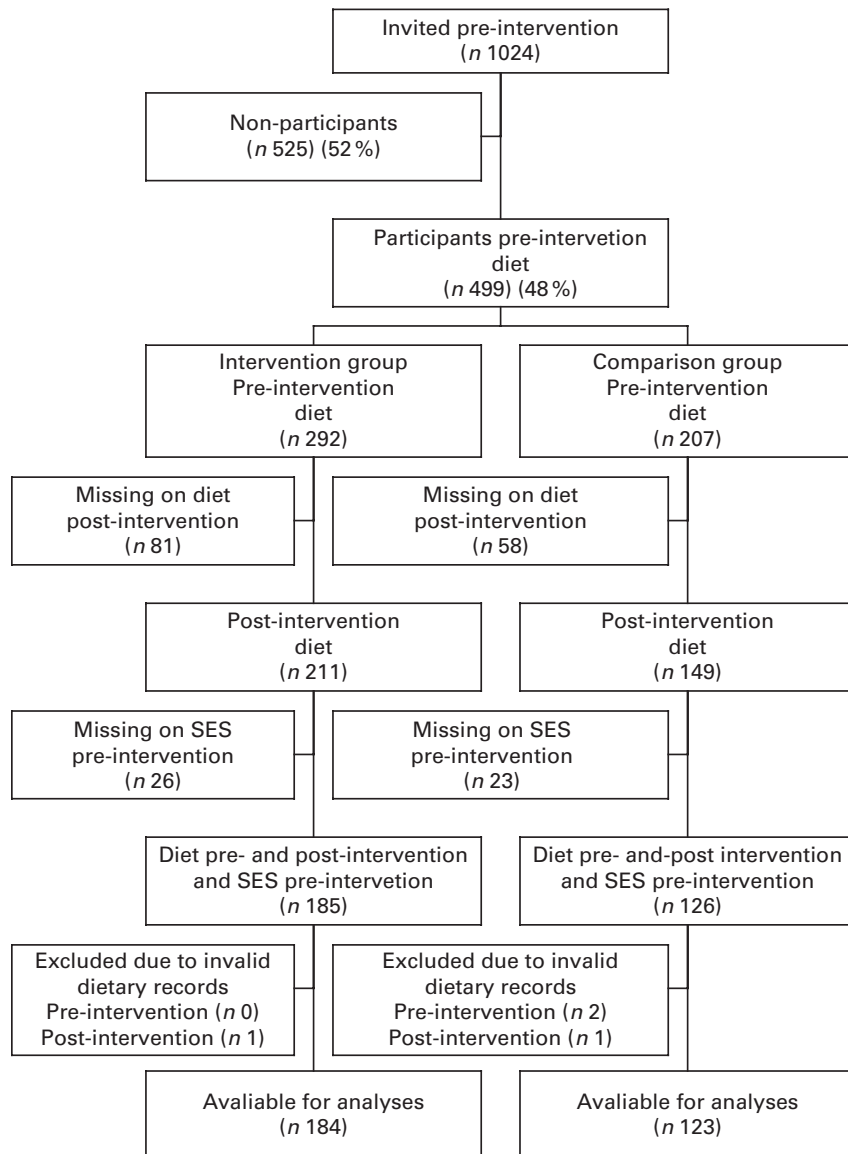 Invited pre-intervention
(n 1024)
Non-participants
(n 525) (52 %)
Participants pre-intervetion
diet
(n 499) (48 %)
Intervention group
Pre-intervention
diet
(n 292)
Comparison group
Pre-intervention
diet
(n 207)
Missing on diet
post-intervention
(n 81)
Missing on diet
post-intervention
(n 58)
Post-intervention
diet
(n 211)
Post-intervention
diet
(n 149)
Missing on SES
pre-intervention
(n 26)
Missing on SES
pre-intervention
(n 23)
Diet pre- and post-intervention
and SES pre-intervetion
(n 185)
Diet pre- and-post intervention
and SES pre-intervention
(n 126)
Excluded due to invalid
dietary records
Pre-intervention (n 0)
Post-intervention (n 1)
Excluded due to invalid
dietary records
Pre-intervention (n 2)
Post-intervention (n 1)
Avaliable for analyses
(n 184)
Avaliable for analyses
(n 123)